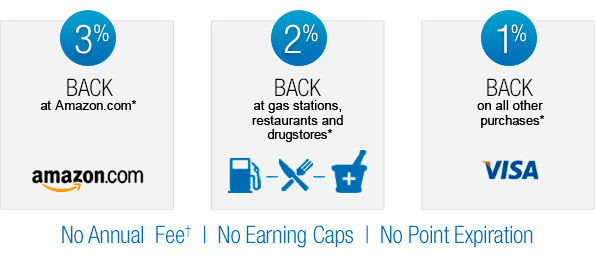 3%
BACK
at Amazon.com*
amazon.com
2%
BACK
at gas stations,
restaurants and
drugstores*
1%
BACK
on all other
purchases*
VISA
No Annual Fee† | No Earning Caps | No Point Expiration